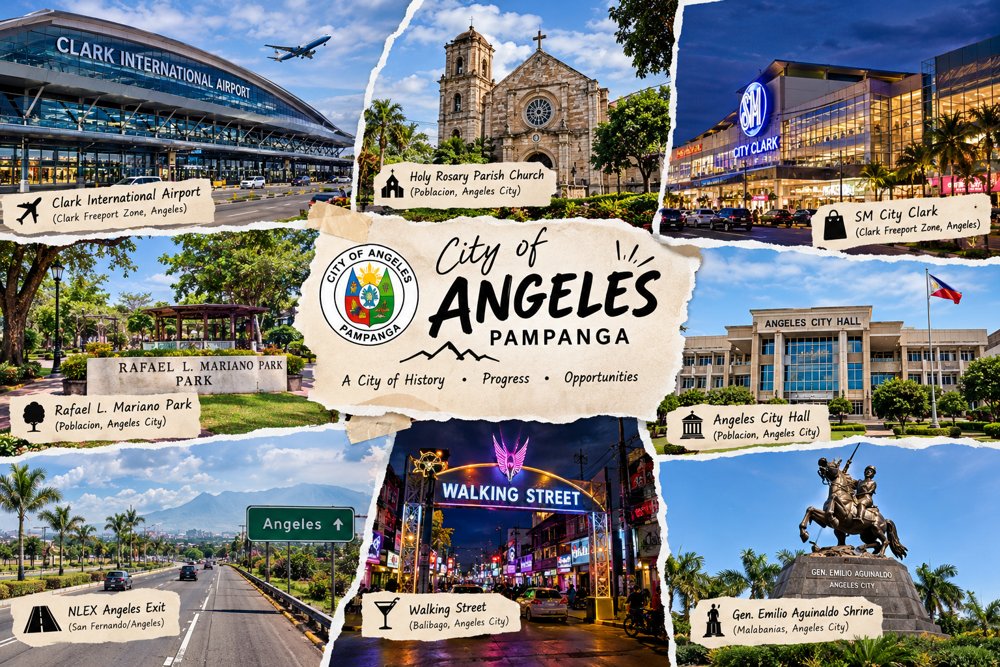 CLARK INTERNATIONAL AIRPORT
Clark International Airport
(Clark Freeport Zone, Angeles)
Holy Rosary Parish Church
(Poblacion, Angeles City)
SM
CITY CLARK
SM City Clark
(Clark Freeport Zone, Angeles)
RAFAEL L. MARIANO PARK
PARK
Rafael L. Mariano Park
(Poblacion, Angeles City)
CITY OF ANGELES
PAMPANGA
City of
ANGELES
PAMPANGA
A City of History • Progress • Opportunities
ANGELES CITY HALL
Angeles City Hall
(Poblacion, Angeles City)
Angeles ↑
NLEX Angeles Exit
(San Fernando/Angeles)
WALKING STREET
Walking Street
(Balibago, Angeles City)
GEN. EMILIO AGUINALDO
ANGELES CITY
Gen. Emilio Aguinaldo Shrine
(Malabanias, Angeles City)